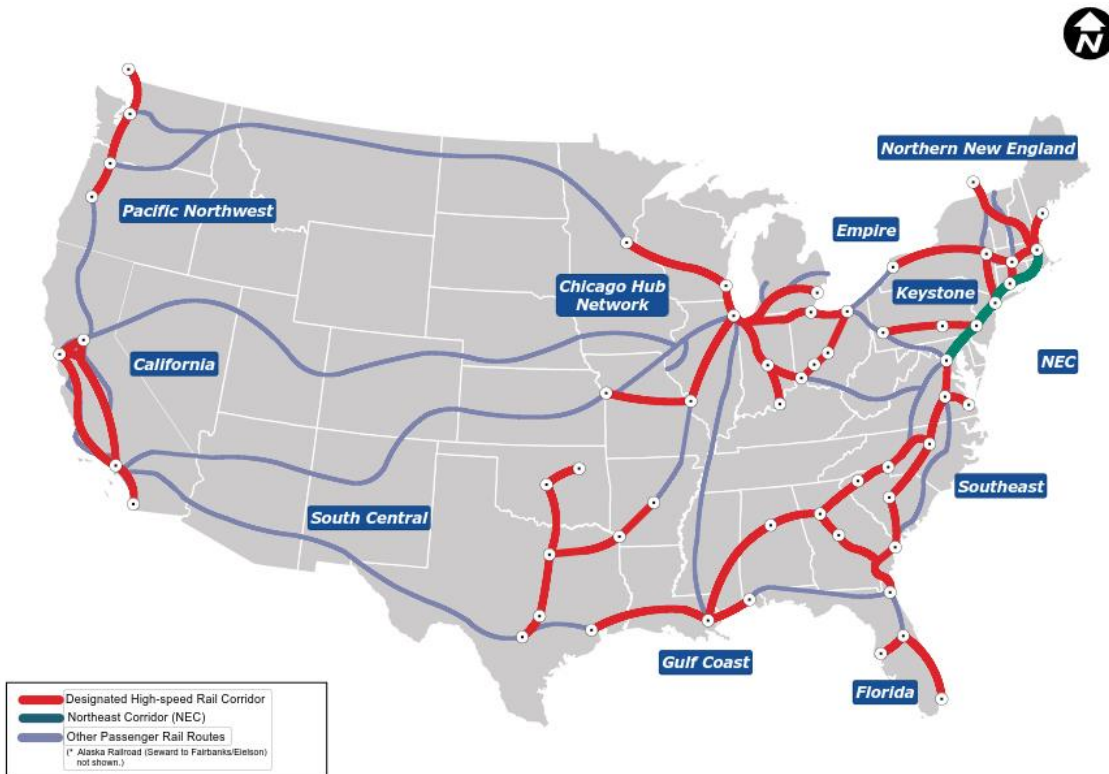 N
Northern New England
Pacific Northwest
Empire
Chicago Hub
Network
Keystone
California
NEC
Southeast
South Central
Gulf Coast
Florida
Designated High-speed Rail Corridor
Northeast Corridor (NEC)
Other Passenger Rail Routes
(* Alaska Railroad (Seward to Fairbanks/Eielson)
not shown.)